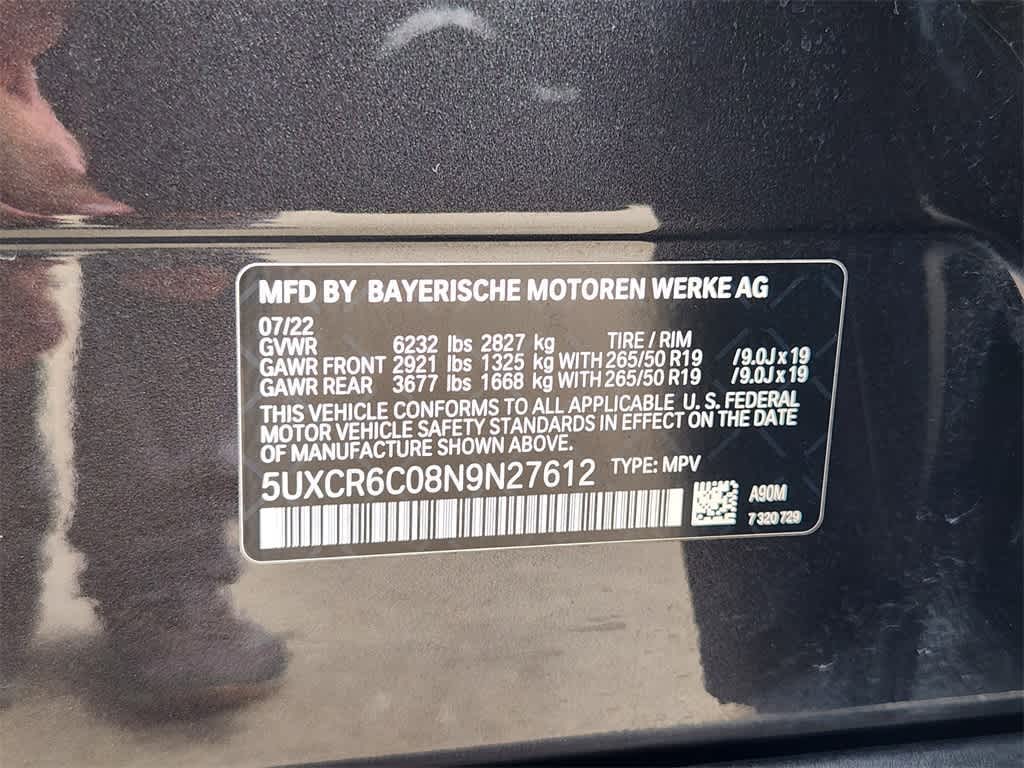 MFD BY BAYERISCHE MOTOREN WERKE AG
07/22
GVWR 6232 lbs 2827 kg TIRE / RIM
GAWR FRONT 2921 lbs 1325 kg WITH 265/50 R19 /9.0J x 19
GAWR REAR 3677 lbs 1668 kg WITH 265/50 R19 /9.0J x 19
THIS VEHICLE CONFORMS TO ALL APPLICABLE U. S. FEDERAL
MOTOR VEHICLE SAFETY STANDARDS IN EFFECT ON THE DATE
OF MANUFACTURE SHOWN ABOVE.
5UXCR6C08N9N27612 TYPE: MPV
A90M
7 320 729